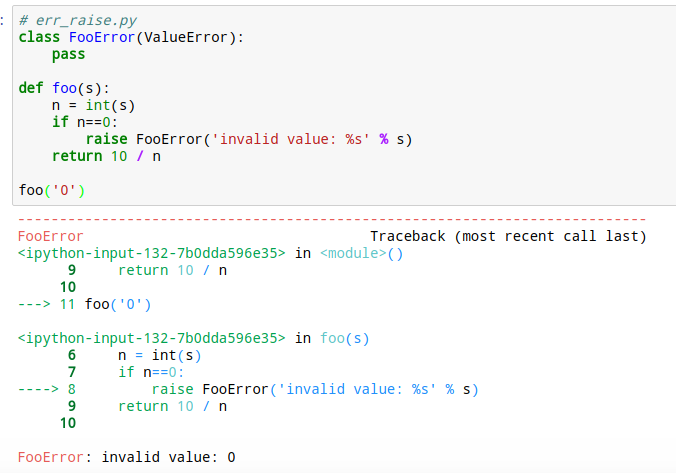 :
# err_raise.py
class FooError(ValueError):
    pass

def foo(s):
    n = int(s)
    if n==0:
        raise FooError('invalid value: %s' % s)
    return 10 / n

foo('0')
---------------------------------------------------------------------------
FooError                                  Traceback (most recent call last)
<ipython-input-132-7b0dda596e35> in <module>()
      9     return 10 / n
     10
---> 11 foo('0')

<ipython-input-132-7b0dda596e35> in foo(s)
      6     n = int(s)
      7     if n==0:
----> 8         raise FooError('invalid value: %s' % s)
      9     return 10 / n
     10

FooError: invalid value: 0